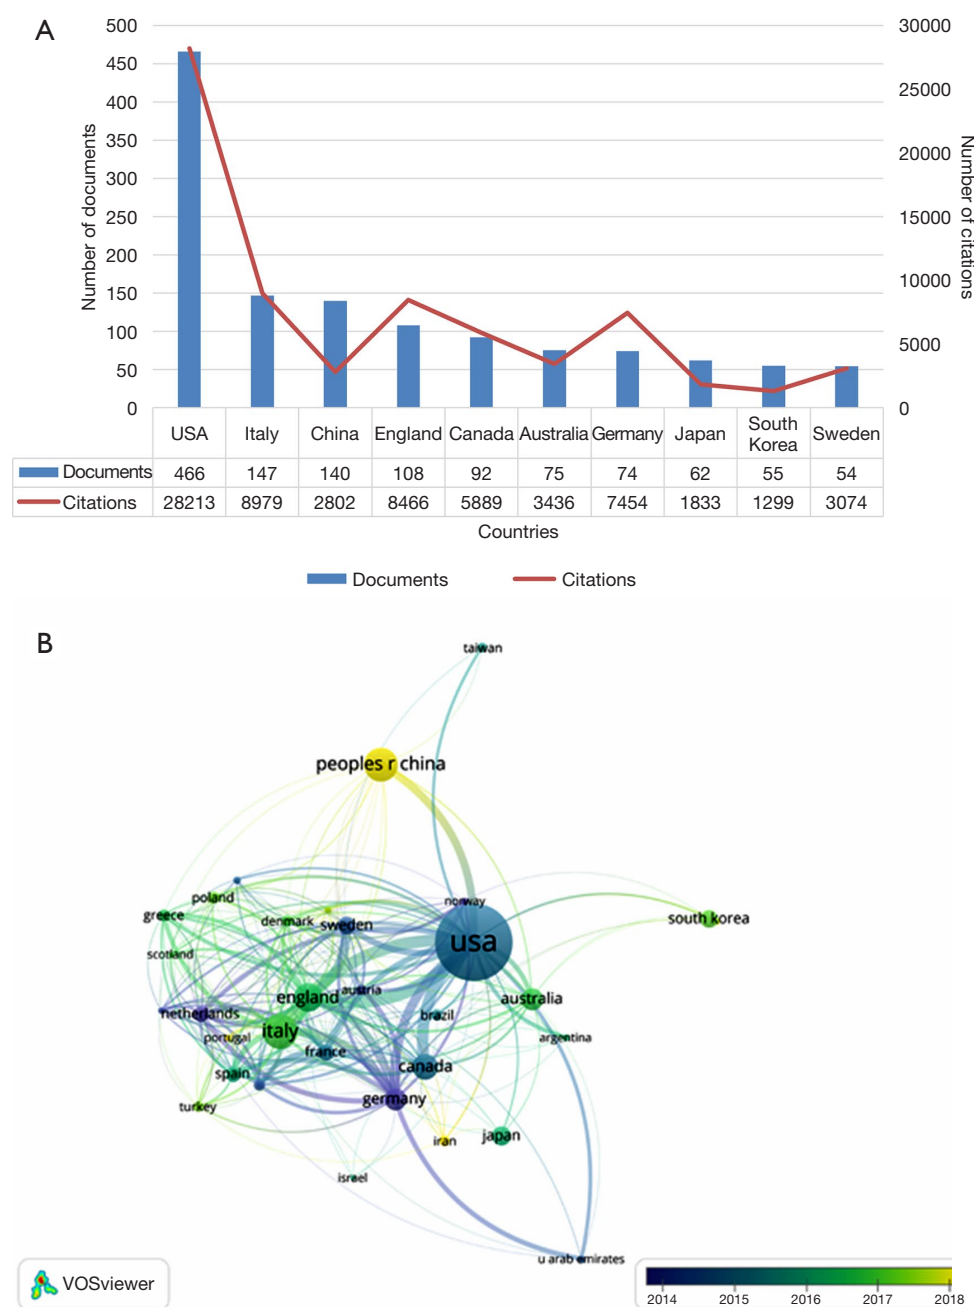 A
500
450
400
350
300
250
200
150
100
50
0
Number of documents
30000
25000
20000
15000
10000
5000
0
Number of citations
USA Italy China England Canada Australia Germany Japan South Korea Sweden
Documents 466 147 140 108 92 75 74 62 55 54
Citations 28213 8979 2802 8466 5889 3436 7454 1833 1299 3074
Countries
Documents Citations
B
taiwan
peoples r china
poland
norway
greece
denmark
sweden
south korea
usa
scotland
austria
england
australia
netherlands
brazil
italy
portugal
argentina
france
canada
spain
germany
turkey
japan
iran
israel
u arab emirates
VOSviewer
2014 2015 2016 2017 2018